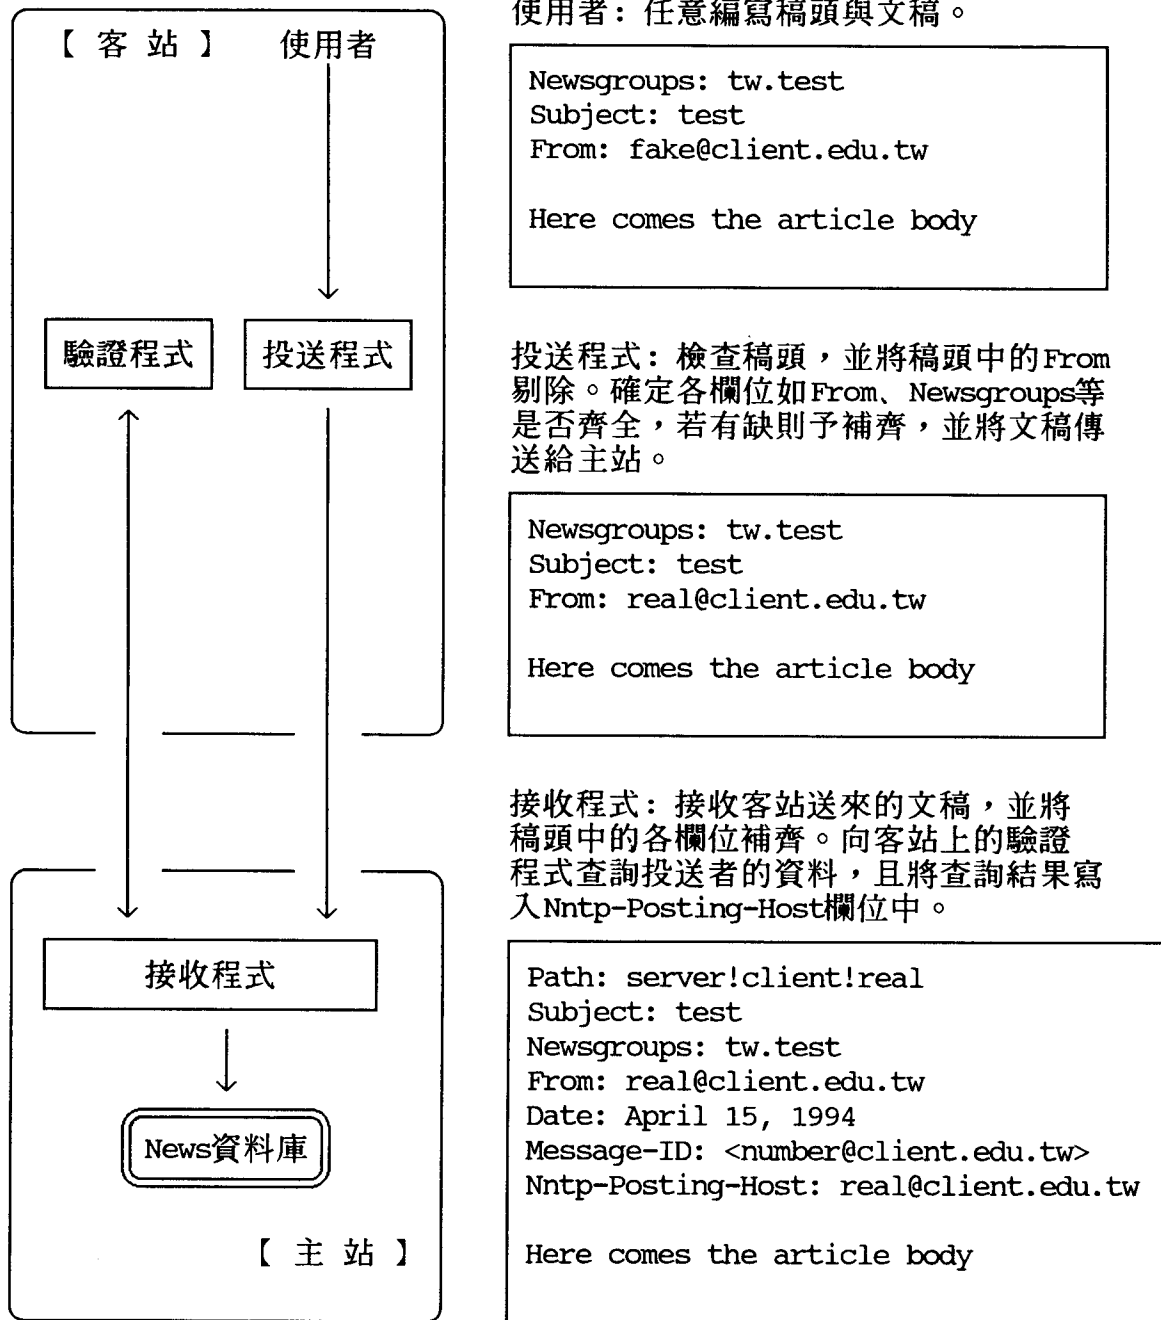 使用者：任意編寫稿頭與文稿。
【 客 站 】 使用者
Newsgroups: tw.test
Subject: test
From: fake@client.edu.tw
Here comes the article body
驗證程式
投送程式
投送程式：檢查稿頭，並將稿頭中的From
剔除。確定各欄位如From、Newsgroups等
是否齊全，若有缺則予補齊，並將文稿傳
送給主站。
Newsgroups: tw.test
Subject: test
From: real@client.edu.tw
Here comes the article body
接收程式：接收客站送來的文稿，並將
稿頭中的各欄位補齊。向客站上的驗證
程式查詢投送者的資料，且將查詢結果寫
入Nntp-Posting-Host欄位中。
接收程式
News資料庫
【 主 站 】
Path: server!client!real
Subject: test
Newsgroups: tw.test
From: real@client.edu.tw
Date: April 15, 1994
Message-ID: <number@client.edu.tw>
Nntp-Posting-Host: real@client.edu.tw
Here comes the article body